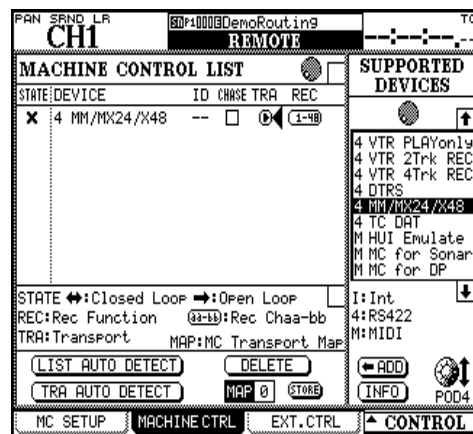 PAN SRND LR
CH1
DemoRouting
REMOTE
--:--:--.
TC
MACHINE CONTROL LIST
STATE DEVICE ID CHASE TRA REC
4 MM/MX24/X48 -- 1-48
STATE ⬌:Closed Loop ➡:Open Loop
REC:Rec Function aa-bb:Rec Chaa-bb
TRA:Transport MAP:MC Transport Map
LIST AUTO DETECT DELETE
TRA AUTO DETECT MAP 0 STORE
SUPPORTED
DEVICES
4 VTR PLAYonly
4 VTR 2Trk REC
4 VTR 4Trk REC
4 DTRS
4 MM/MX24/X48
4 TC DAT
M HUI Emulate
M MC for Sonar
M MC for DP
I:Int
4:RS422
M:MIDI
⬅ADD
INFO POD4
MC SETUP MACHINE CTRL EXT.CTRL CONTROL